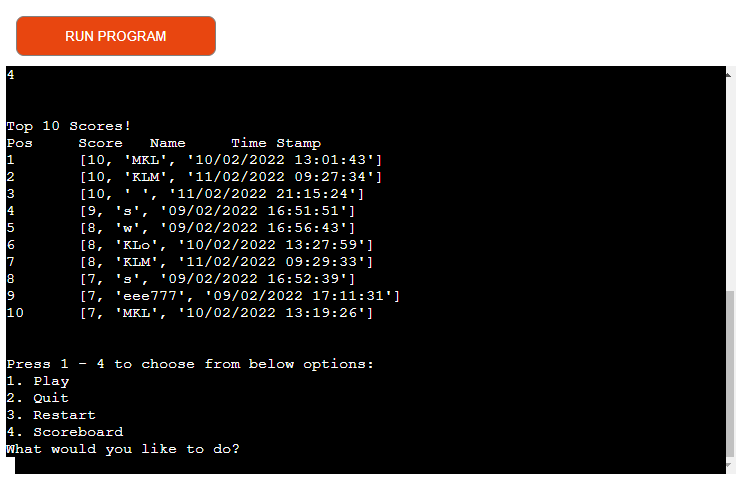 RUN PROGRAM
4
Top 10 Scores!
Pos Score Name Time Stamp
1 [10, 'MKL', '10/02/2022 13:01:43']
2 [10, 'KLM', '11/02/2022 09:27:34']
3 [10, ' ', '11/02/2022 21:15:24']
4 [9, 's', '09/02/2022 16:51:51']
5 [8, 'w', '09/02/2022 16:56:43']
6 [8, 'KLo', '10/02/2022 13:27:59']
7 [8, 'KLM', '11/02/2022 09:29:33']
8 [7, 's', '09/02/2022 16:52:39']
9 [7, 'eee777', '09/02/2022 17:11:31']
10 [7, 'MKL', '10/02/2022 13:19:26']
Press 1 - 4 to choose from below options:
1. Play
2. Quit
3. Restart
4. Scoreboard
What would you like to do?